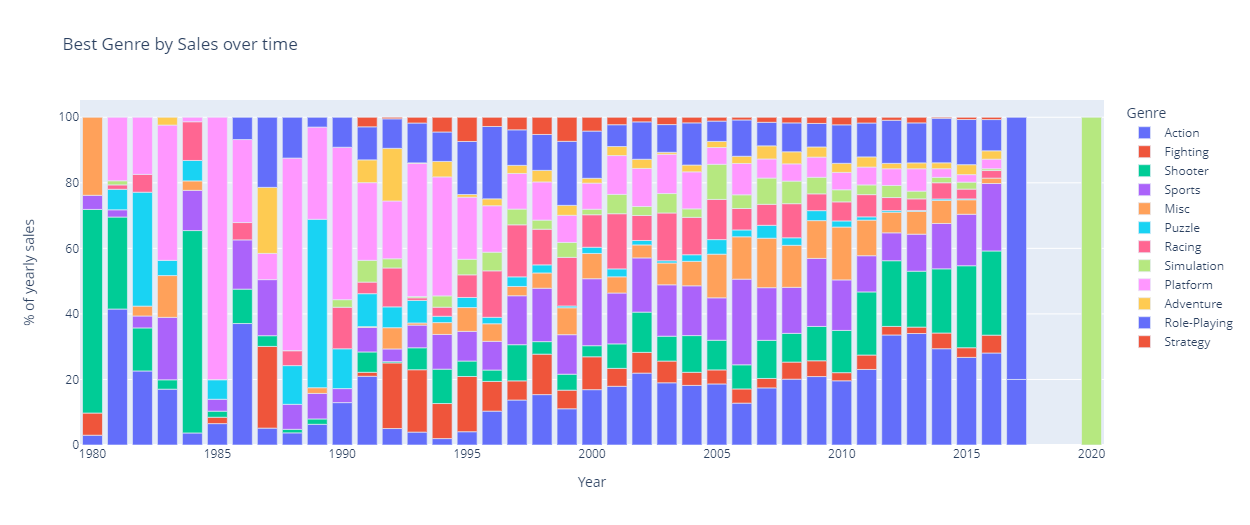 Best Genre by Sales over time
% of yearly sales
100
80
60
40
20
0
1980
1985
1990
1995
2000
2005
2010
2015
2020
Year
Genre
Action
Fighting
Shooter
Sports
Misc
Puzzle
Racing
Simulation
Platform
Adventure
Role-Playing
Strategy